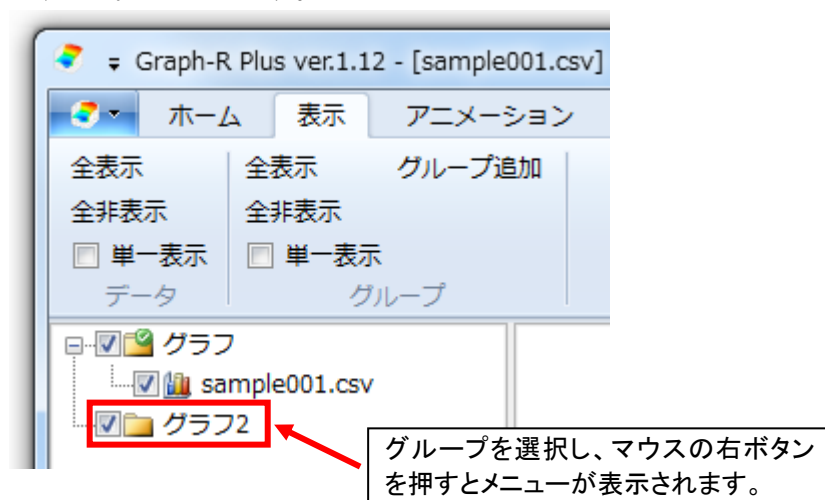 Graph-R Plus ver.1.12 - [sample001.csv]
ホーム 表示 アニメーション
全表示 全表示 グループ追加
全非表示 全非表示
単一表示 単一表示
データ グループ
グラフ
sample001.csv
グラフ2
グループを選択し、マウスの右ボタン
を押すとメニューが表示されます。